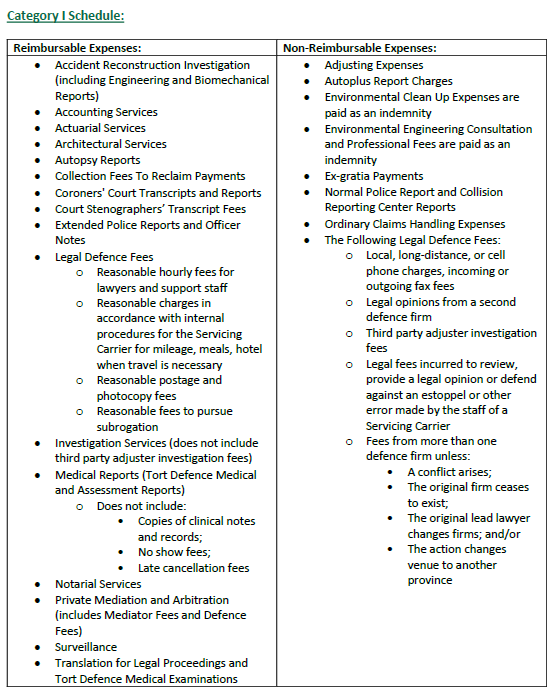 Category I Schedule:
Reimbursable Expenses:
• Accident Reconstruction Investigation
(including Engineering and Biomechanical
Reports)
• Accounting Services
• Actuarial Services
• Architectural Services
• Autopsy Reports
• Collection Fees To Reclaim Payments
• Coroners' Court Transcripts and Reports
• Court Stenographers’ Transcript Fees
• Extended Police Reports and Officer
Notes
• Legal Defence Fees
o Reasonable hourly fees for
lawyers and support staff
o Reasonable charges in
accordance with internal
procedures for the Servicing
Carrier for mileage, meals, hotel
when travel is necessary
o Reasonable postage and
photocopy fees
o Reasonable fees to pursue
subrogation
• Investigation Services (does not include
third party adjuster investigation fees)
• Medical Reports (Tort Defence Medical
and Assessment Reports)
o Does not include:
• Copies of clinical notes
and records;
• No show fees;
• Late cancellation fees
• Notarial Services
• Private Mediation and Arbitration
(includes Mediator Fees and Defence
Fees)
• Surveillance
• Translation for Legal Proceedings and
Tort Defence Medical Examinations
Non-Reimbursable Expenses:
• Adjusting Expenses
• Autoplus Report Charges
• Environmental Clean Up Expenses are
paid as an indemnity
• Environmental Engineering Consultation
and Professional Fees are paid as an
indemnity
• Ex-gratia Payments
• Normal Police Report and Collision
Reporting Center Reports
• Ordinary Claims Handling Expenses
• The Following Legal Defence Fees:
o Local, long-distance, or cell
phone charges, incoming or
outgoing fax fees
o Legal opinions from a second
defence firm
o Third party adjuster investigation
fees
o Legal fees incurred to review,
provide a legal opinion or defend
against an estoppel or other
error made by the staff of a
Servicing Carrier
o Fees from more than one
defence firm unless:
• A conflict arises;
• The original firm ceases
to exist;
• The original lead lawyer
changes firms; and/or
• The action changes
venue to another
province